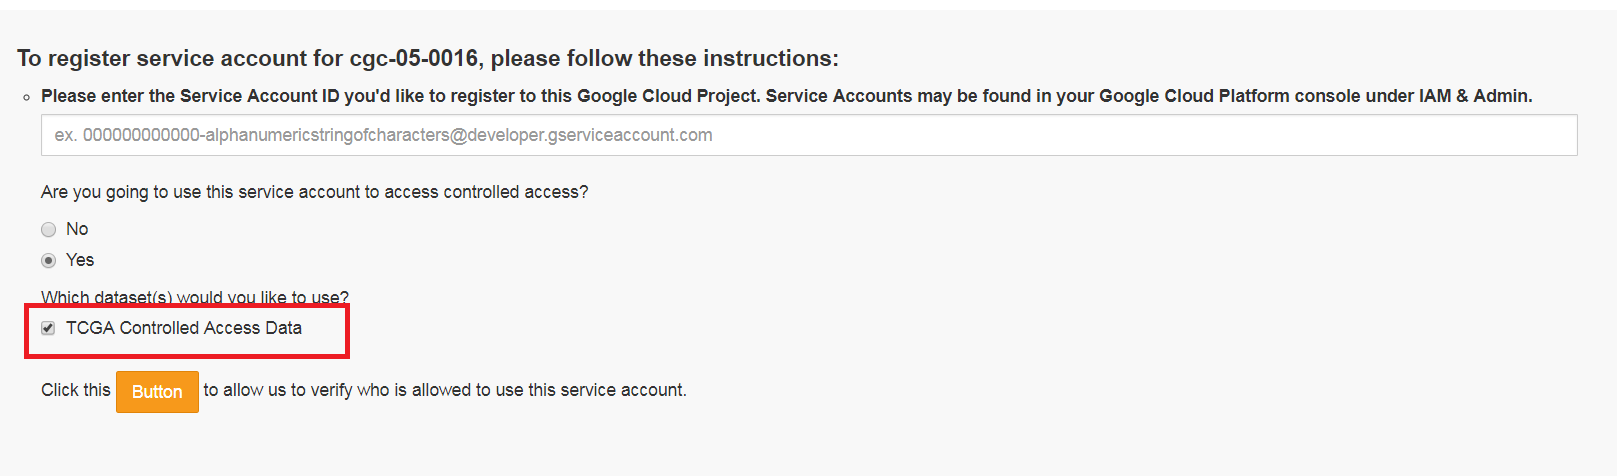 To register service account for cgc-05-0016, please follow these instructions:
Please enter the Service Account ID you'd like to register to this Google Cloud Project. Service Accounts may be found in your Google Cloud Platform console under IAM & Admin.
ex. 000000000000-alphanumericstringofcharacters@developer.gserviceaccount.com
Are you going to use this service account to access controlled access?
No
Yes
Which dataset(s) would you like to use?
TCGA Controlled Access Data
Click this Button to allow us to verify who is allowed to use this service account.